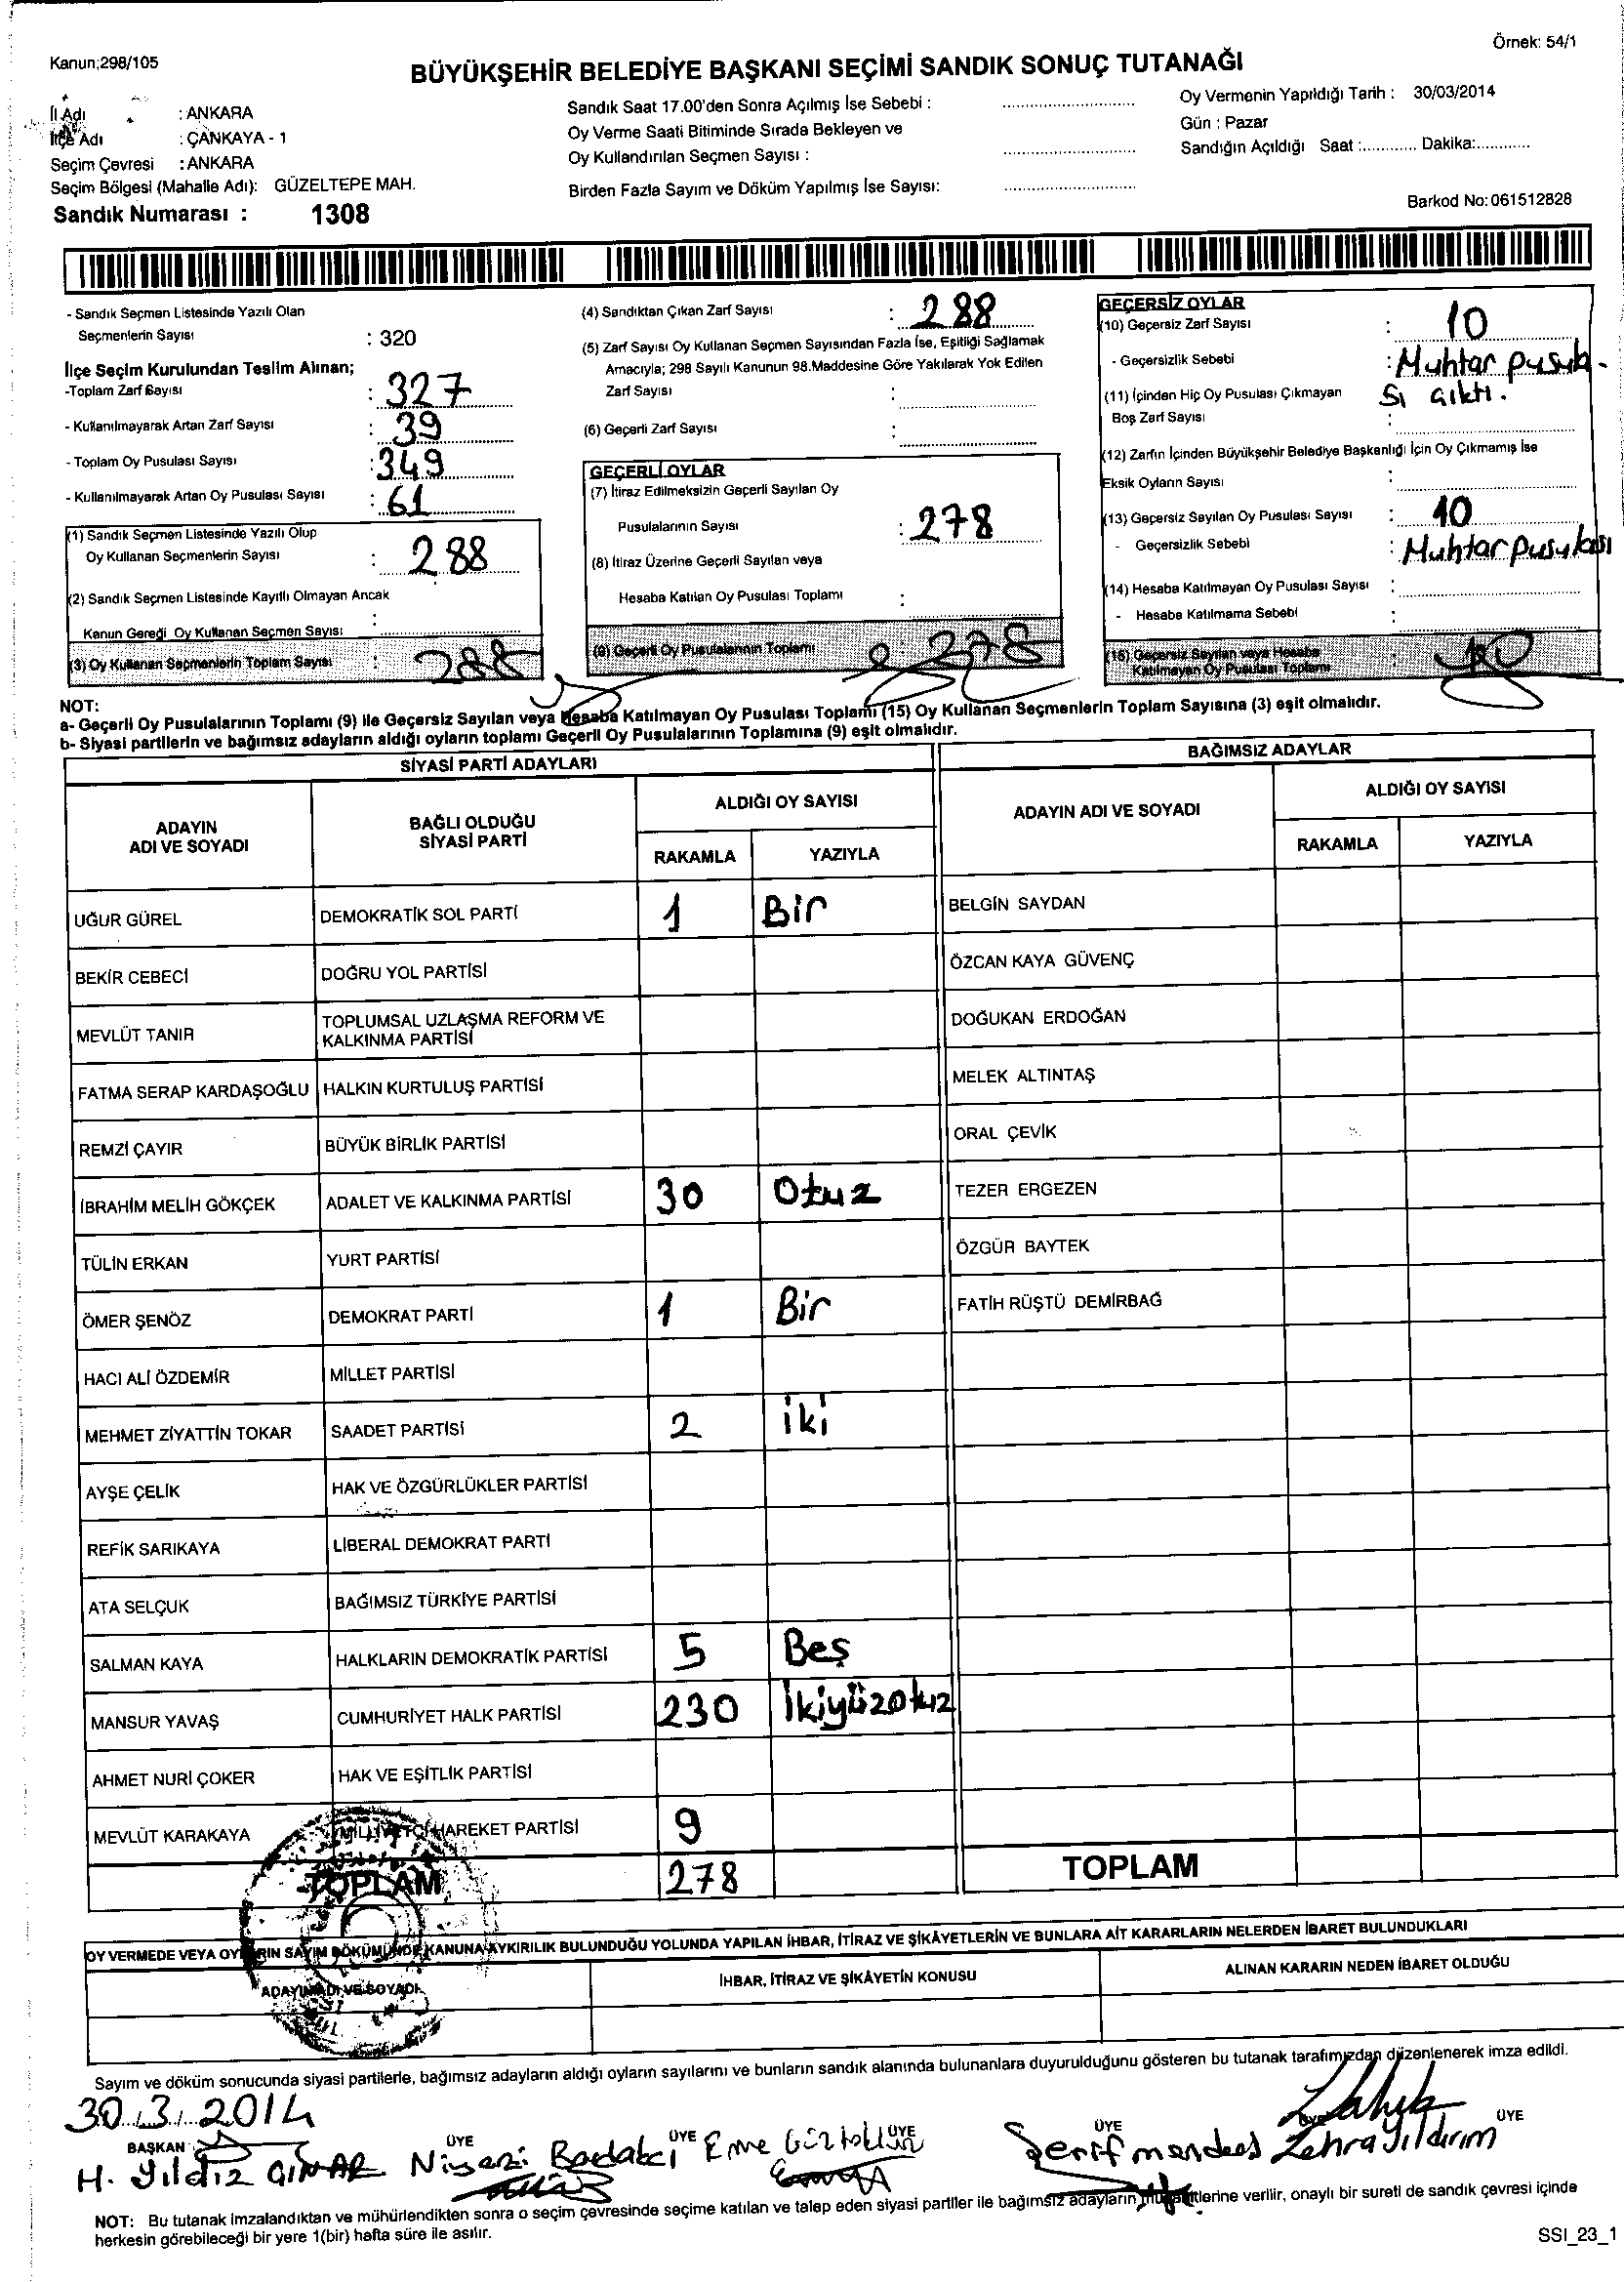 Kanun;298/105
Örnek: 54/1
BÜYÜKŞEHİR BELEDİYE BAŞKANI SEÇİMİ SANDIK SONUÇ TUTANAĞI
İl Adı : ANKARA
İlçe Adı : ÇANKAYA - 1
Seçim Çevresi : ANKARA
Seçim Bölgesi (Mahalle Adı): GÜZELTEPE MAH.
Sandık Numarası : 1308
Sandık Saat 17.00'den Sonra Açılmış İse Sebebi :
Oy Verme Saati Bitiminde Sırada Bekleyen ve
Oy Kullandırılan Seçmen Sayısı :
Birden Fazla Sayım ve Döküm Yapılmış İse Sayısı:
Oy Vermenin Yapıldığı Tarih : 30/03/2014
Gün : Pazar
Sandığın Açıldığı Saat :............ Dakika:...........
Barkod No: 061512828
- Sandık Seçmen Listesinde Yazılı Olan
Seçmenlerin Sayısı : 320
İlçe Seçim Kurulundan Teslim Alınan;
-Toplam Zarf Sayısı : 327
- Kullanılmayarak Artan Zarf Sayısı : 39
- Toplam Oy Pusulası Sayısı : 349
- Kullanılmayarak Artan Oy Pusulası Sayısı : 61
(1) Sandık Seçmen Listesinde Yazılı Olup
Oy Kullanan Seçmenlerin Sayısı : 288
(2) Sandık Seçmen Listesinde Kayıtlı Olmayan Ancak
Kanun Gereği Oy Kullanan Seçmen Sayısı :
(3) Oy Kullanan Seçmenlerin Toplam Sayısı : 288
(4) Sandıktan Çıkan Zarf Sayısı : 288
(5) Zarf Sayısı Oy Kullanan Seçmen Sayısından Fazla İse, Eşitliği Sağlamak
Amacıyla; 298 Sayılı Kanunun 98.Maddesine Göre Yakılarak Yok Edilen
Zarf Sayısı :
(6) Geçerli Zarf Sayısı :
GEÇERLİ OYLAR
(7) İtiraz Edilmeksizin Geçerli Sayılan Oy
Pusulalarının Sayısı : 278
(8) İtiraz Üzerine Geçerli Sayılan veya
Hesaba Katılan Oy Pusulası Toplamı :
(9) Geçerli Oy Pusulalarının Toplamı : 278
GEÇERSİZ OYLAR
(10) Geçersiz Zarf Sayısı : 10
- Geçersizlik Sebebi : Muhtar pusula-
sı çıktı.
(11) İçinden Hiç Oy Pusulası Çıkmayan
Boş Zarf Sayısı :
(12) Zarfın İçinden Büyükşehir Belediye Başkanlığı İçin Oy Çıkmamış İse
Eksik Oyların Sayısı :
(13) Geçersiz Sayılan Oy Pusulası Sayısı : 10
- Geçersizlik Sebebi : Muhtar pusulası
(14) Hesaba Katılmayan Oy Pusulası Sayısı :
- Hesaba Katılmama Sebebi :
(15) Geçersiz Sayılan veya Hesaba
Katılmayan Oy Pusulası Toplamı : 10
NOT:
a- Geçerli Oy Pusulalarının Toplamı (9) ile Geçersiz Sayılan veya Hesaba Katılmayan Oy Pusulası Toplamı (15) Oy Kullanan Seçmenlerin Toplam Sayısına (3) eşit olmalıdır.
b- Siyasi partilerin ve bağımsız adayların aldığı oyların toplamı Geçerli Oy Pusulalarının Toplamına (9) eşit olmalıdır.
SİYASİ PARTİ ADAYLARI
BAĞIMSIZ ADAYLAR
ADAYIN
ADI VE SOYADI
BAĞLI OLDUĞU
SİYASİ PARTİ
ALDIĞI OY SAYISI
RAKAMLA YAZIYLA
ADAYIN ADI VE SOYADI
ALDIĞI OY SAYISI
RAKAMLA YAZIYLA
UĞUR GÜREL DEMOKRATİK SOL PARTİ 1 Bir BELGİN SAYDAN
BEKİR CEBECİ DOĞRU YOL PARTİSİ ÖZCAN KAYA GÜVENÇ
MEVLÜT TANIR TOPLUMSAL UZLAŞMA REFORM VE
KALKINMA PARTİSİ DOĞUKAN ERDOĞAN
FATMA SERAP KARDAŞOĞLU HALKIN KURTULUŞ PARTİSİ MELEK ALTINTAŞ
REMZİ ÇAYIR BÜYÜK BİRLİK PARTİSİ ORAL ÇEVİK
İBRAHİM MELİH GÖKÇEK ADALET VE KALKINMA PARTİSİ 30 Otuz TEZER ERGEZEN
TÜLİN ERKAN YURT PARTİSİ ÖZGÜR BAYTEK
ÖMER ŞENÖZ DEMOKRAT PARTİ 1 Bir FATİH RÜŞTÜ DEMİRBAĞ
HACI ALİ ÖZDEMİR MİLLET PARTİSİ
MEHMET ZİYATTİN TOKAR SAADET PARTİSİ 2 iki
AYŞE ÇELİK HAK VE ÖZGÜRLÜKLER PARTİSİ
REFİK SARIKAYA LİBERAL DEMOKRAT PARTİ
ATA SELÇUK BAĞIMSIZ TÜRKİYE PARTİSİ
SALMAN KAYA HALKLARIN DEMOKRATİK PARTİSİ 5 Beş
MANSUR YAVAŞ CUMHURİYET HALK PARTİSİ 230 İkiyüzotuz
AHMET NURİ ÇOKER HAK VE EŞİTLİK PARTİSİ
MEVLÜT KARAKAYA MİLLİYETÇİ HAREKET PARTİSİ 9
TOPLAM 278 TOPLAM
OY VERMEDE VEYA OYLARIN SAYIM DÖKÜMÜNDE KANUNA AYKIRILIK BULUNDUĞU YOLUNDA YAPILAN İHBAR, İTİRAZ VE ŞİKÂYETLERİN VE BUNLARA AİT KARARLARIN NELERDEN İBARET BULUNDUKLARI
ADAYIN ADI VE SOYADI İHBAR, İTİRAZ VE ŞİKÂYETİN KONUSU ALINAN KARARIN NEDEN İBARET OLDUĞU
Sayım ve döküm sonucunda siyasi partilerle, bağımsız adayların aldığı oyların sayılarını ve bunların sandık alanında bulunanlara duyurulduğunu gösteren bu tutanak tarafımızdan düzenlenerek imza edildi.
30.3.2014
BAŞKAN ÜYE ÜYE ÜYE ÜYE
H. Yıldız Niyazi Emne Şerif Zehra Yıldırım
NOT: Bu tutanak imzalandıktan ve mühürlendikten sonra o seçim çevresinde seçime katılan ve talep eden siyasi partiler ile bağımsız adayların müşahitlerine verilir, onaylı bir sureti de sandık çevresi içinde
herkesin görebileceği bir yere 1(bir) hafta süre ile asılır.
SSI_23_1